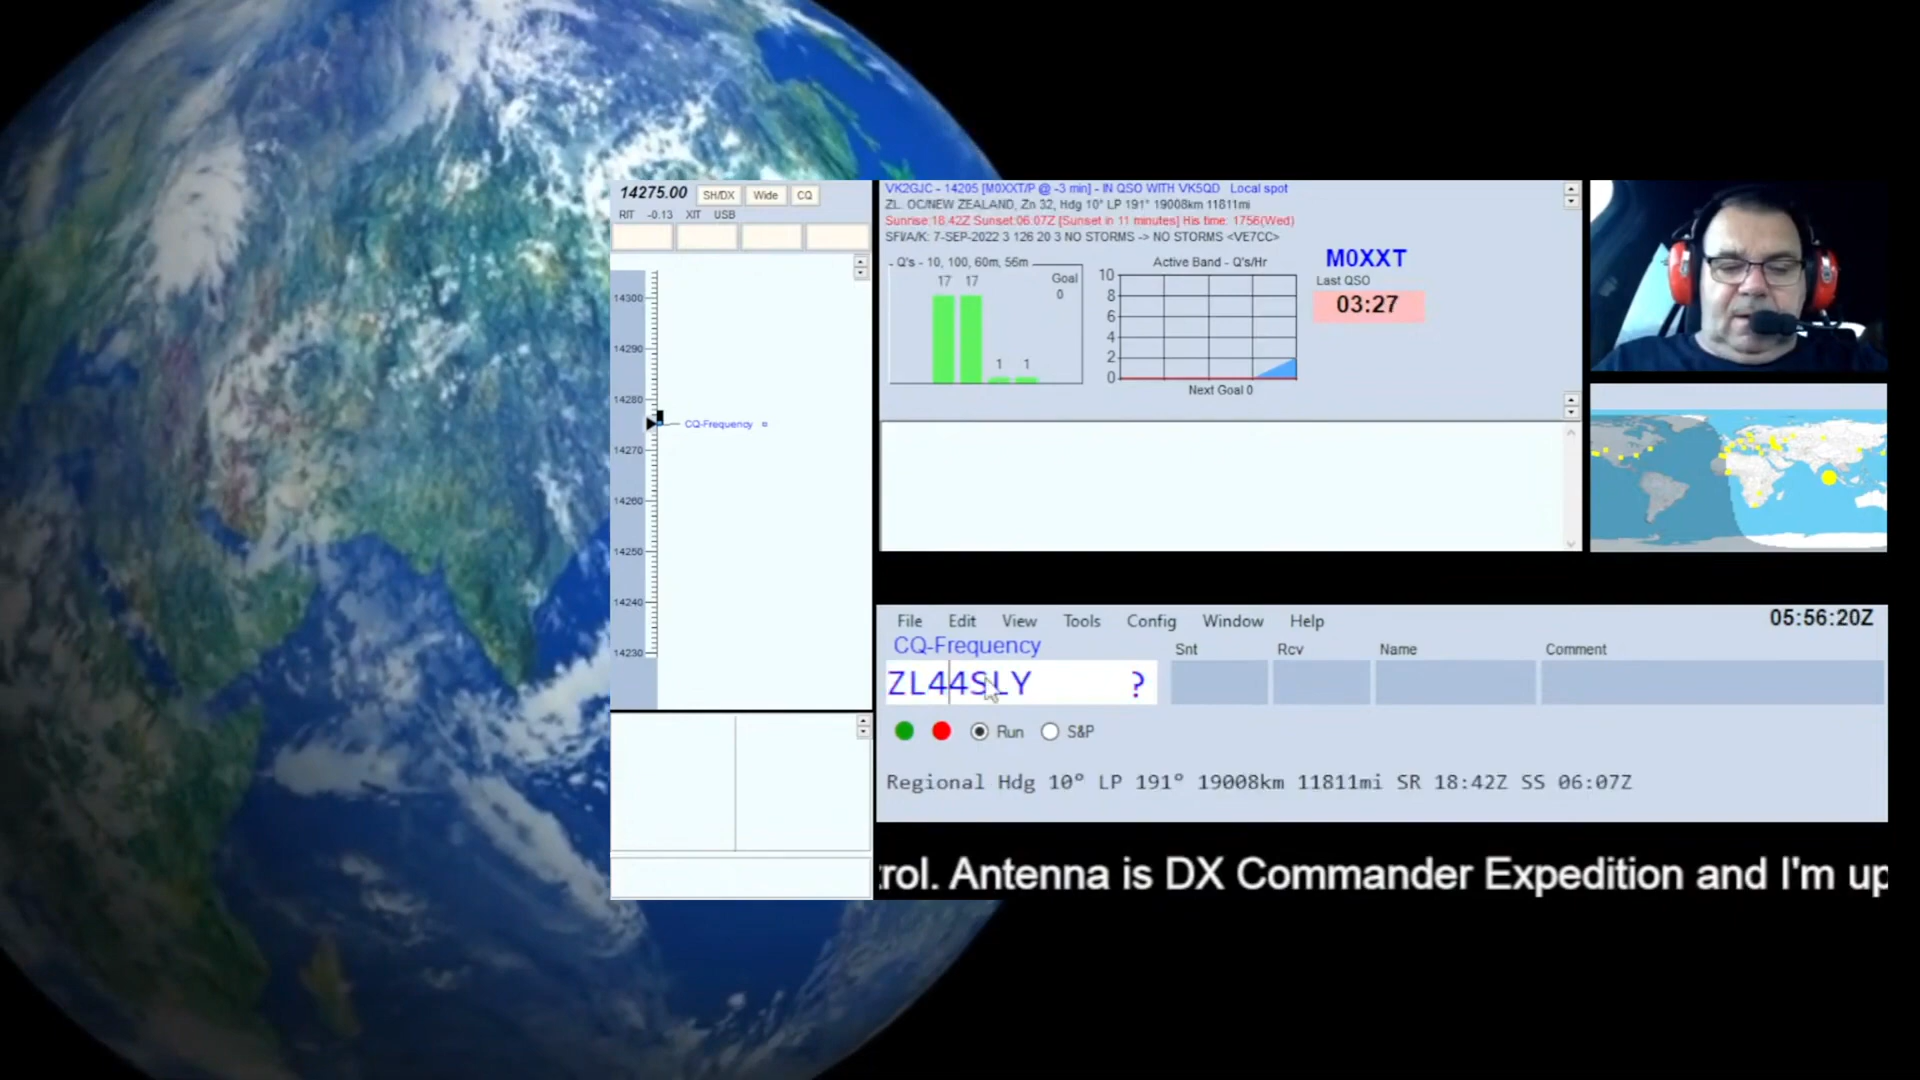 14275.00 SH/DX Wide CQ
RIT -0.13 XIT USB
14300
14290
14280
CQ-Frequency
14270
14260
14250
14240
14230
VK2GJC - 14205 [M0XXT/P @ -3 min] - IN QSO WITH VK5QD Local spot
ZL. OC/NEW ZEALAND, Zn 32, Hdg 10° LP 191° 19008km 11811mi
Sunrise:18:42Z Sunset:06:07Z [Sunset in 11 minutes] His time: 1756(Wed)
SFI/A/K: 7-SEP-2022 3 126 20 3 NO STORMS -> NO STORMS <VE7CC>
Q's - 10, 100, 60m, 56m
17 17
Goal
0
1 1
Active Band - Q's/Hr
10
8
6
4
2
0
Next Goal 0
M0XXT
Last QSO
03:27
File Edit View Tools Config Window Help
05:56:20Z
CQ-Frequency
Snt Rcv Name Comment
ZL44SLY ?
Run S&P
Regional Hdg 10° LP 191° 19008km 11811mi SR 18:42Z SS 06:07Z
rol. Antenna is DX Commander Expedition and I'm up